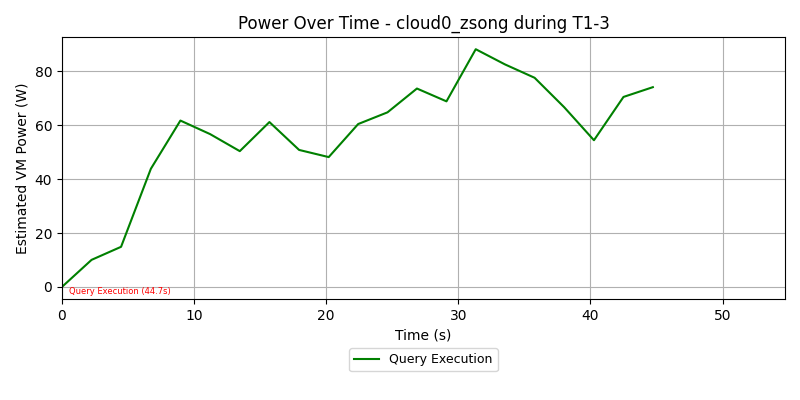 Power Over Time - cloud0_zsong during T1-3
Estimated VM Power (W)
80
60
40
20
0
Query Execution (44.7s)
0 10 20 30 40 50
Time (s)
Query Execution